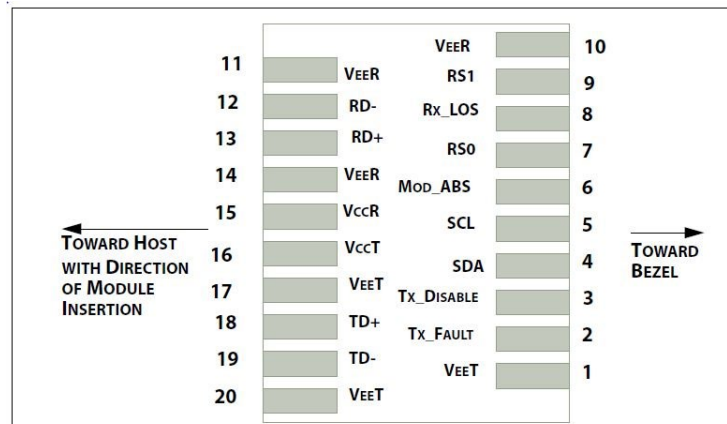 11 VEER
12 RD-
13 RD+
14 VEER
15 VCCR
16 VCCT
17 VEET
18 TD+
19 TD-
20 VEET
VEER 10
RS1 9
RX_LOS 8
RS0 7
MOD_ABS 6
SCL 5
SDA 4
TX_DISABLE 3
TX_FAULT 2
VEET 1
TOWARD HOST
WITH DIRECTION
OF MODULE
INSERTION
TOWARD
BEZEL